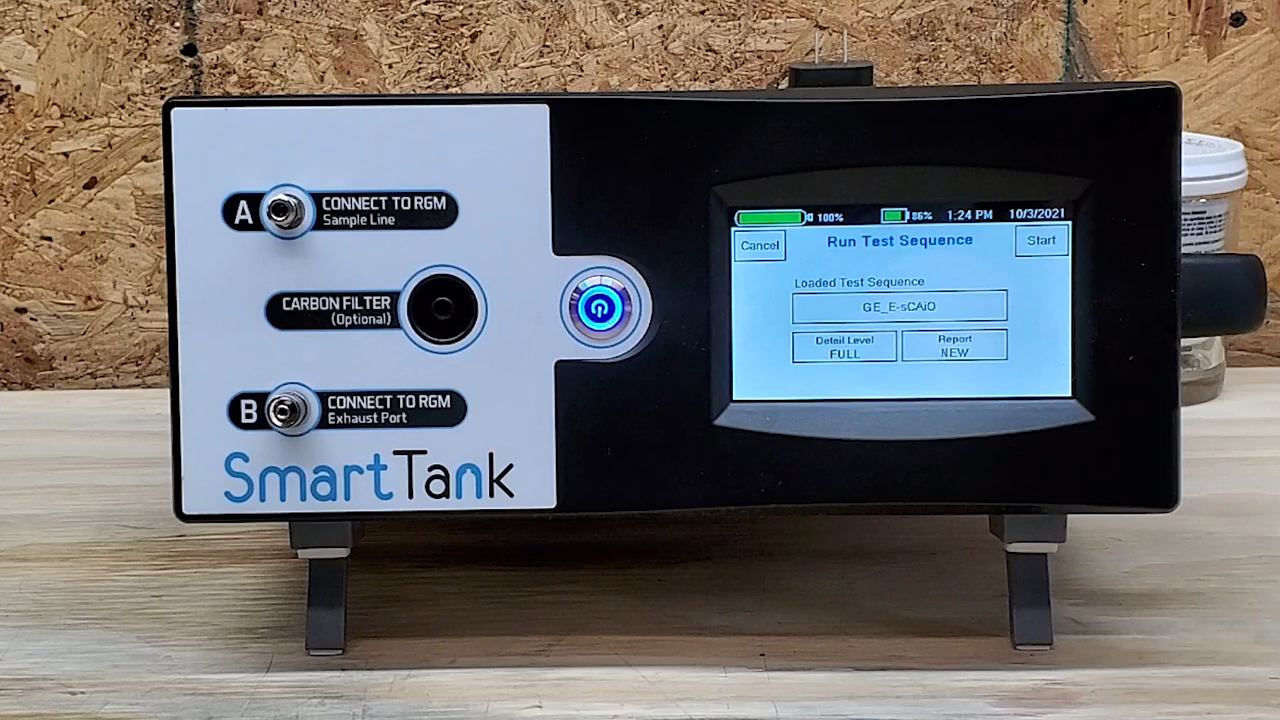 A CONNECT TO RGM
Sample Line
CARBON FILTER
(Optional)
B CONNECT TO RGM
Exhaust Port
SmartTank
100% 86% 1:24 PM 10/3/2021
Cancel Run Test Sequence Start
Loaded Test Sequence
GE_E-sCAiO
Detail Level Report
FULL NEW